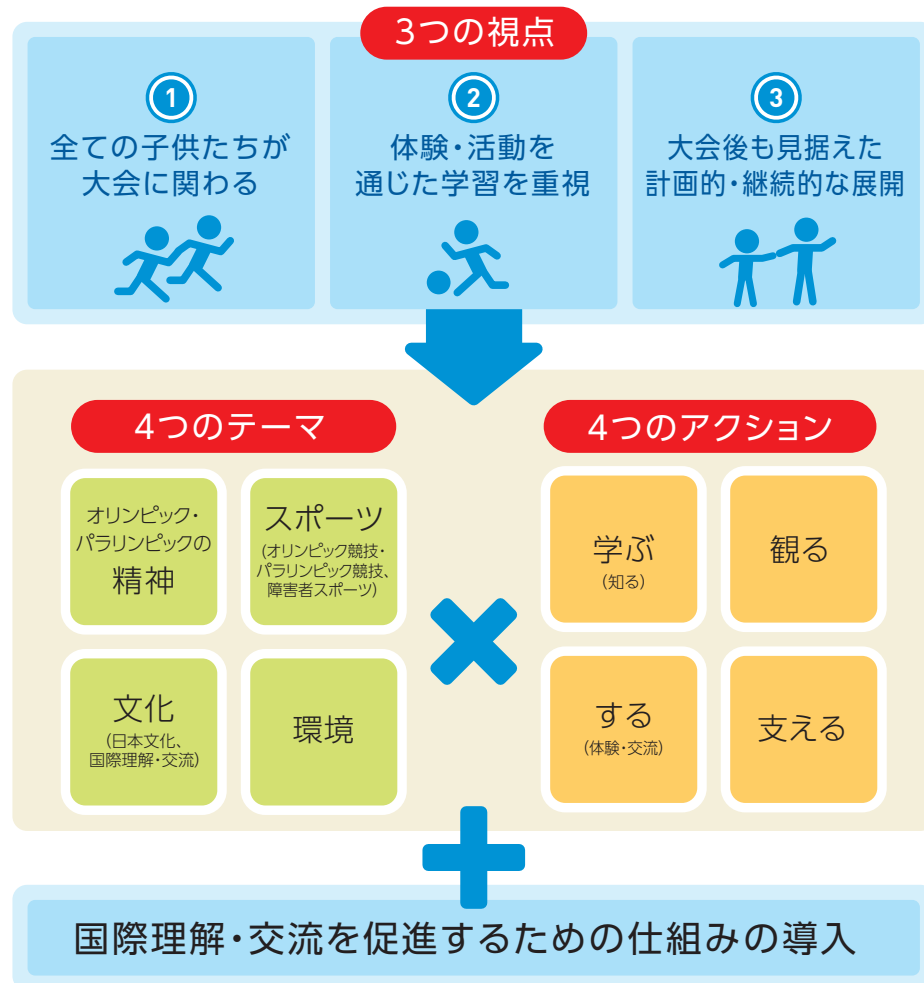 3つの視点
1
全ての子供たちが
大会に関わる
2
体験・活動を
通じた学習を重視
3
大会後も見据えた
計画的・継続的な展開
4つのテーマ
オリンピック・
パラリンピックの
精神
スポーツ
(オリンピック競技・
パラリンピック競技、
障害者スポーツ)
文化
(日本文化、
国際理解・交流)
環境
4つのアクション
学ぶ
(知る)
観る
する
(体験・交流)
支える
国際理解・交流を促進するための仕組みの導入